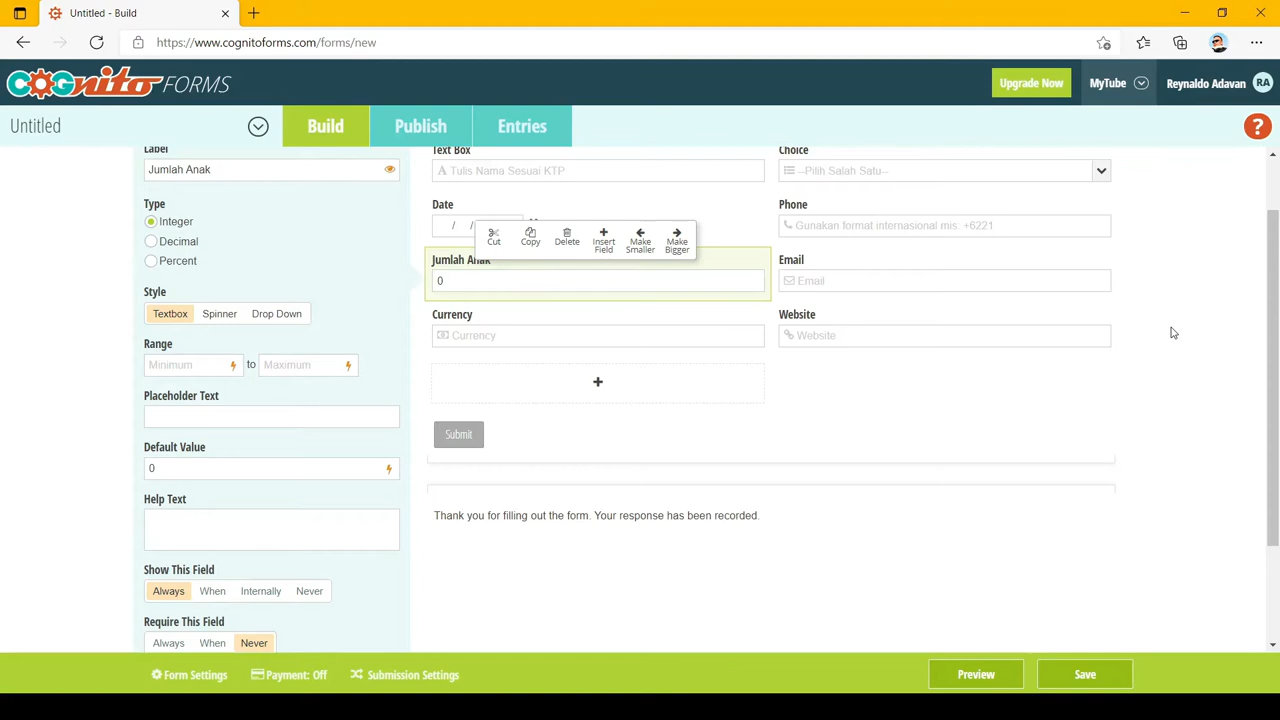 Untitled - Build
https://www.cognitoforms.com/forms/new
COGnito FORMS
Upgrade Now
MyTube
Reynaldo Adavan
RA
Untitled
Build
Publish
Entries
?
Label
Jumlah Anak
Type
Integer
Decimal
Percent
Style
Textbox
Spinner
Drop Down
Range
Minimum
to
Maximum
Placeholder Text
Default Value
0
Help Text
Show This Field
Always
When
Internally
Never
Require This Field
Always
When
Never
Text Box
Tulis Nama Sesuai KTP
Choice
--Pilih Salah Satu--
Date
/ /
Phone
Gunakan format internasional mis. +6221
Cut
Copy
Delete
Insert
Field
Make
Smaller
Make
Bigger
Jumlah Anak
0
Email
Email
Currency
Currency
Website
Website
Submit
Thank you for filling out the form. Your response has been recorded.
Form Settings
Payment: Off
Submission Settings
Preview
Save